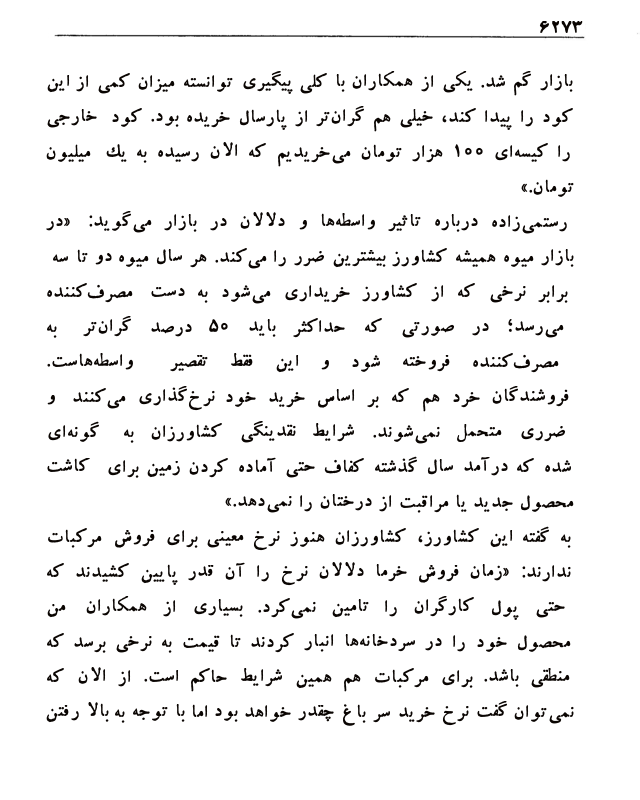 ۶۲۷۳
بازار گم شد. یکی از همکاران با کلی پیگیری توانسته میزان کمی از این
کود را پیدا کند، خیلی هم گران‌تر از پارسال خریده بود. کود خارجی
را کیسه‌ای ۱۰۰ هزار تومان می‌خریدیم که الان رسیده به یك میلیون
تومان.»
رستمی‌زاده درباره تاثیر واسطه‌ها و دلالان در بازار می‌گوید: «در
بازار میوه همیشه کشاورز بیشترین ضرر را می‌کند. هر سال میوه دو تا سه
برابر نرخی که از کشاورز خریداری می‌شود به دست مصرف‌کننده
می‌رسد؛ در صورتی که حداکثر باید ۵۰ درصد گران‌تر به
مصرف‌کننده فروخته شود و این فقط تقصیر واسطه‌هاست.
فروشندگان خرد هم که بر اساس خرید خود نرخ‌گذاری می‌کنند و
ضرری متحمل نمی‌شوند. شرایط نقدینگی کشاورزان به گونه‌ای
شده که درآمد سال گذشته کفاف حتی آماده کردن زمین برای کاشت
محصول جدید یا مراقبت از درختان را نمی‌دهد.»
به گفته این کشاورز، کشاورزان هنوز نرخ معینی برای فروش مرکبات
ندارند: «زمان فروش خرما دلالان نرخ را آن قدر پایین کشیدند که
حتی پول کارگران را تامین نمی‌کرد. بسیاری از همکاران من
محصول خود را در سردخانه‌ها انبار کردند تا قیمت به نرخی برسد که
منطقی باشد. برای مرکبات هم همین شرایط حاکم است. از الان که
نمی‌توان گفت نرخ خرید سر باغ چقدر خواهد بود اما با توجه به بالا رفتن